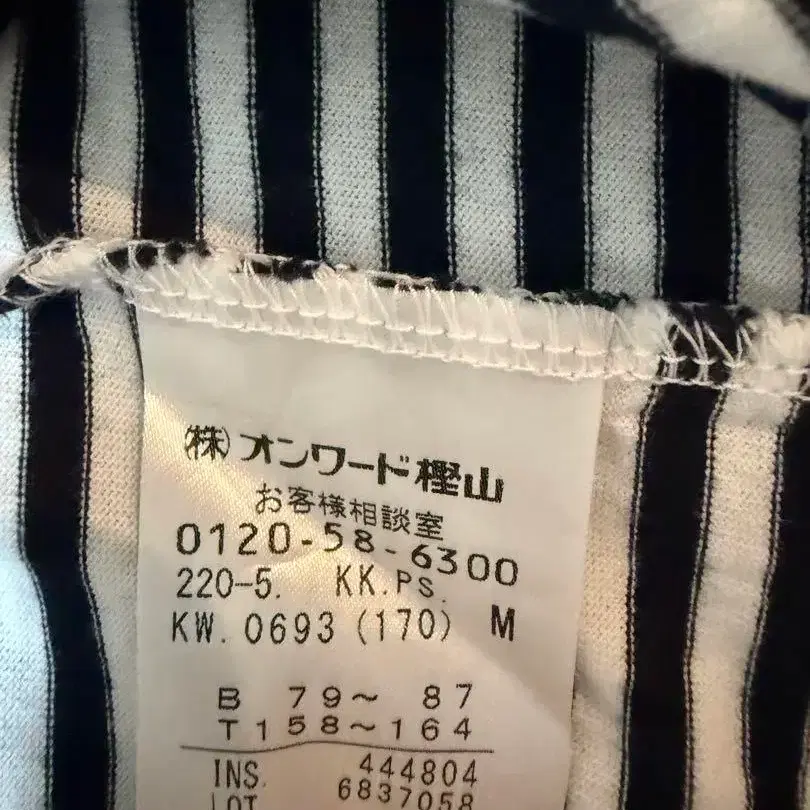 (株)オンワード樫山
お客様相談室
0120-58-6300
220-5. KK.PS.
KW. 0693 (170) M
B 79～ 87
T158～164
INS. 444804
LOT 6837058